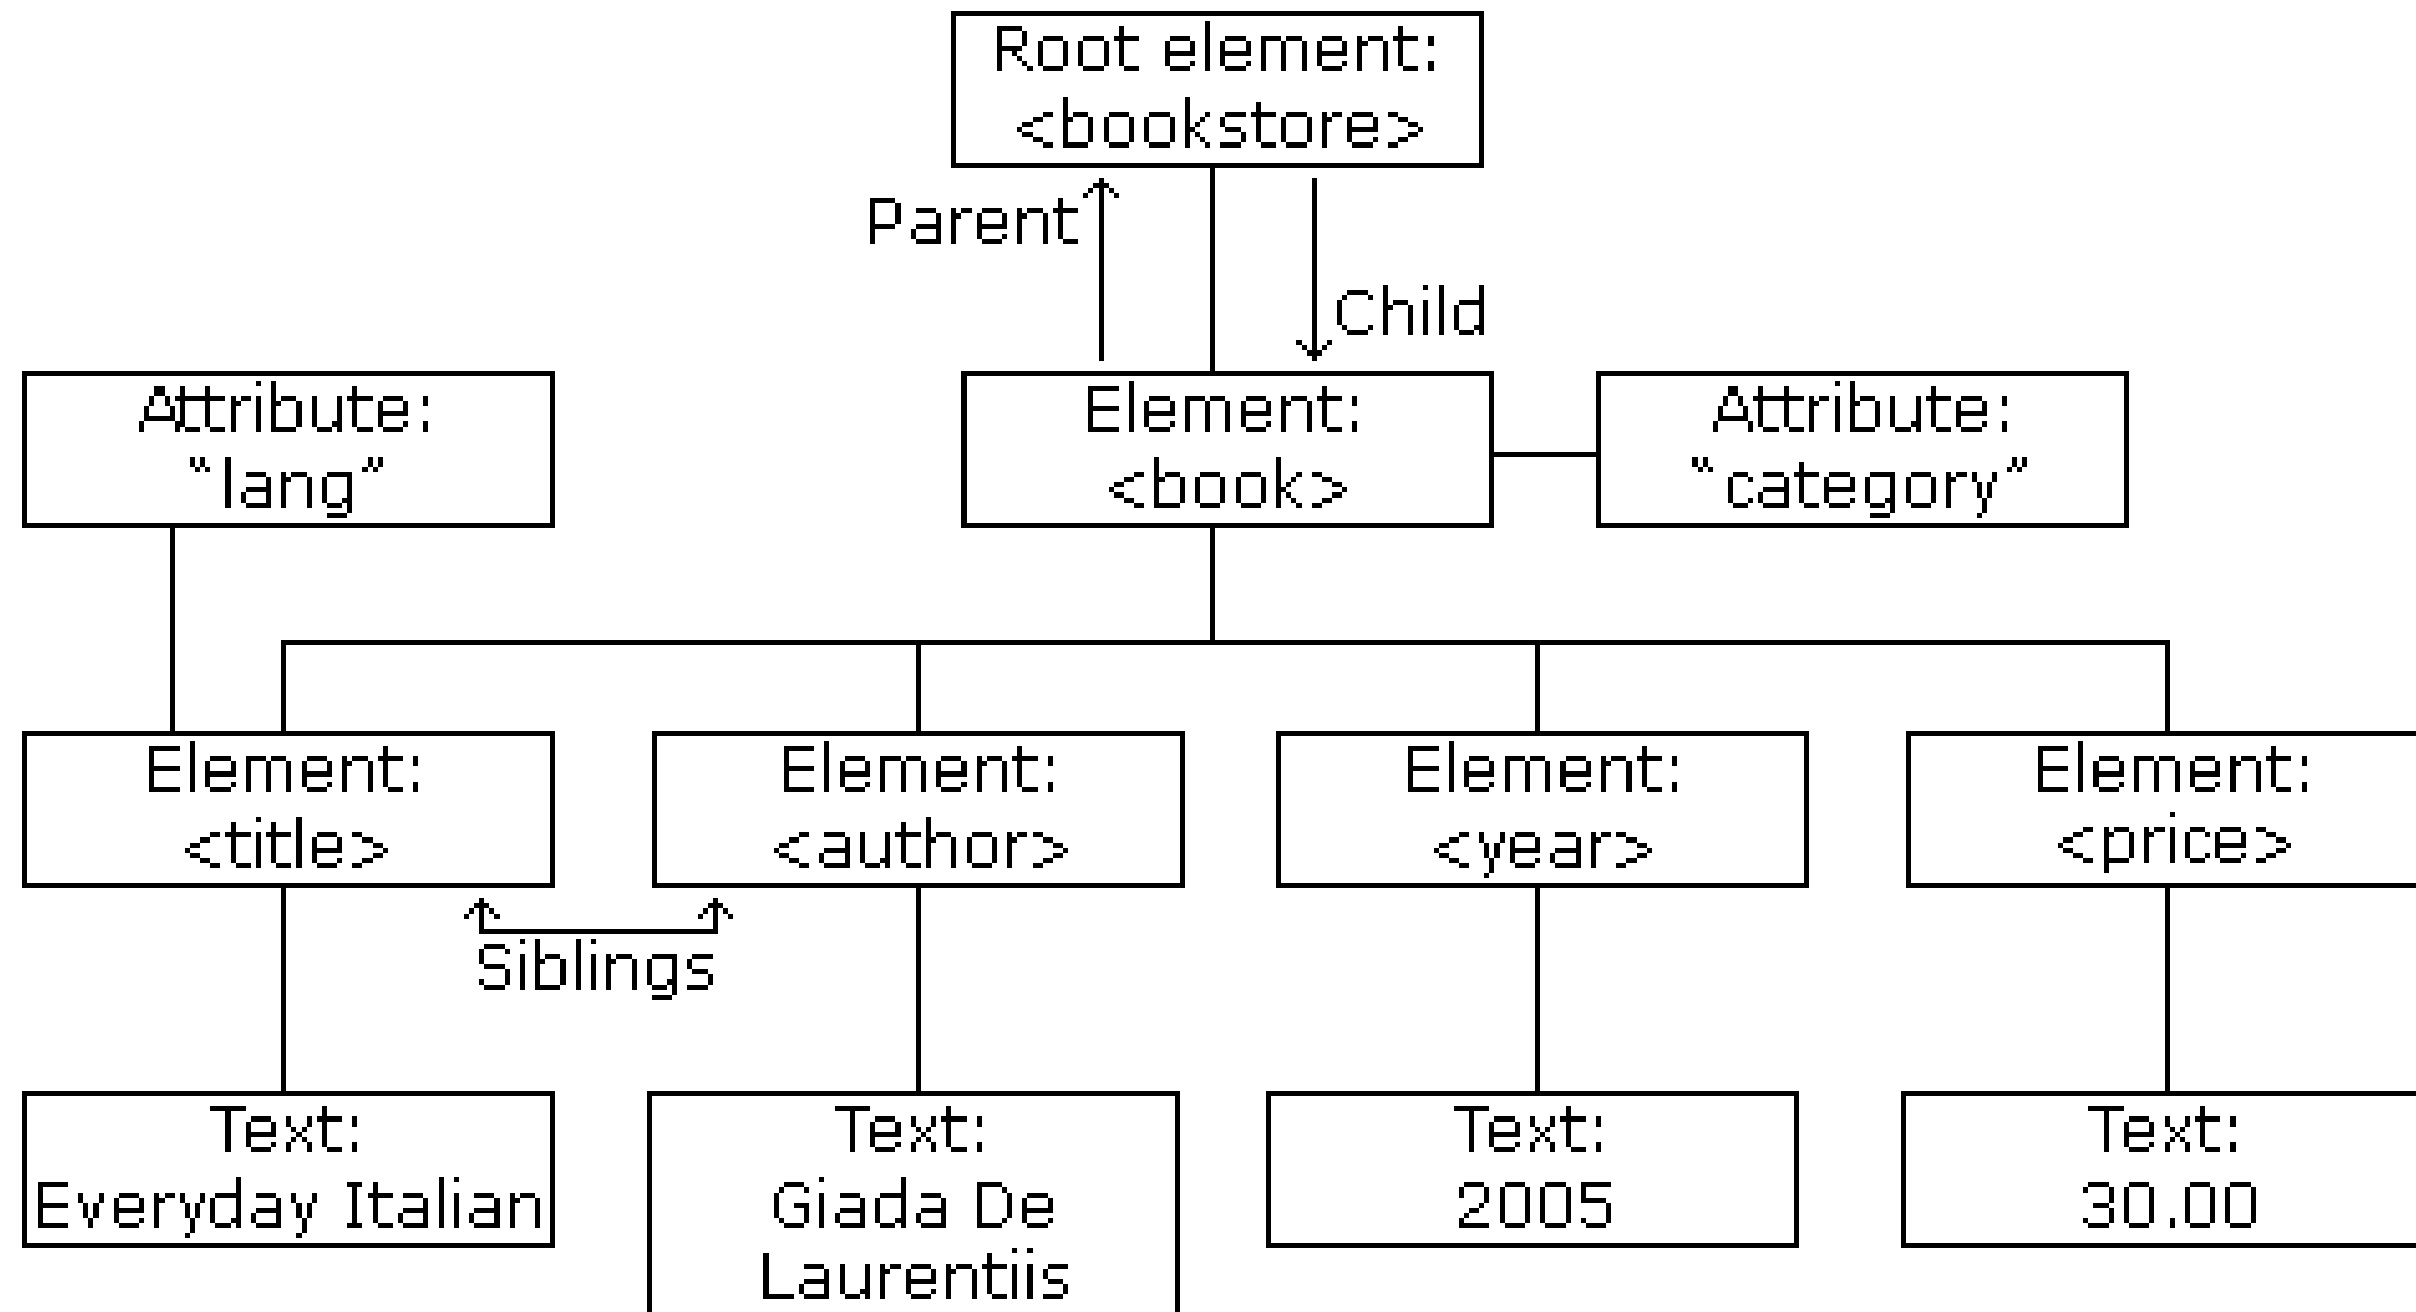 Root element:
<bookstore>
Parent
Child
Attribute:
“lang”
Element:
<book>
Attribute:
“category”
Element:
<title>
Element:
<author>
Element:
<year>
Element:
<price>
Siblings
Text:
Everyday Italian
Text:
Giada De
Laurentiis
Text:
2005
Text:
30.00